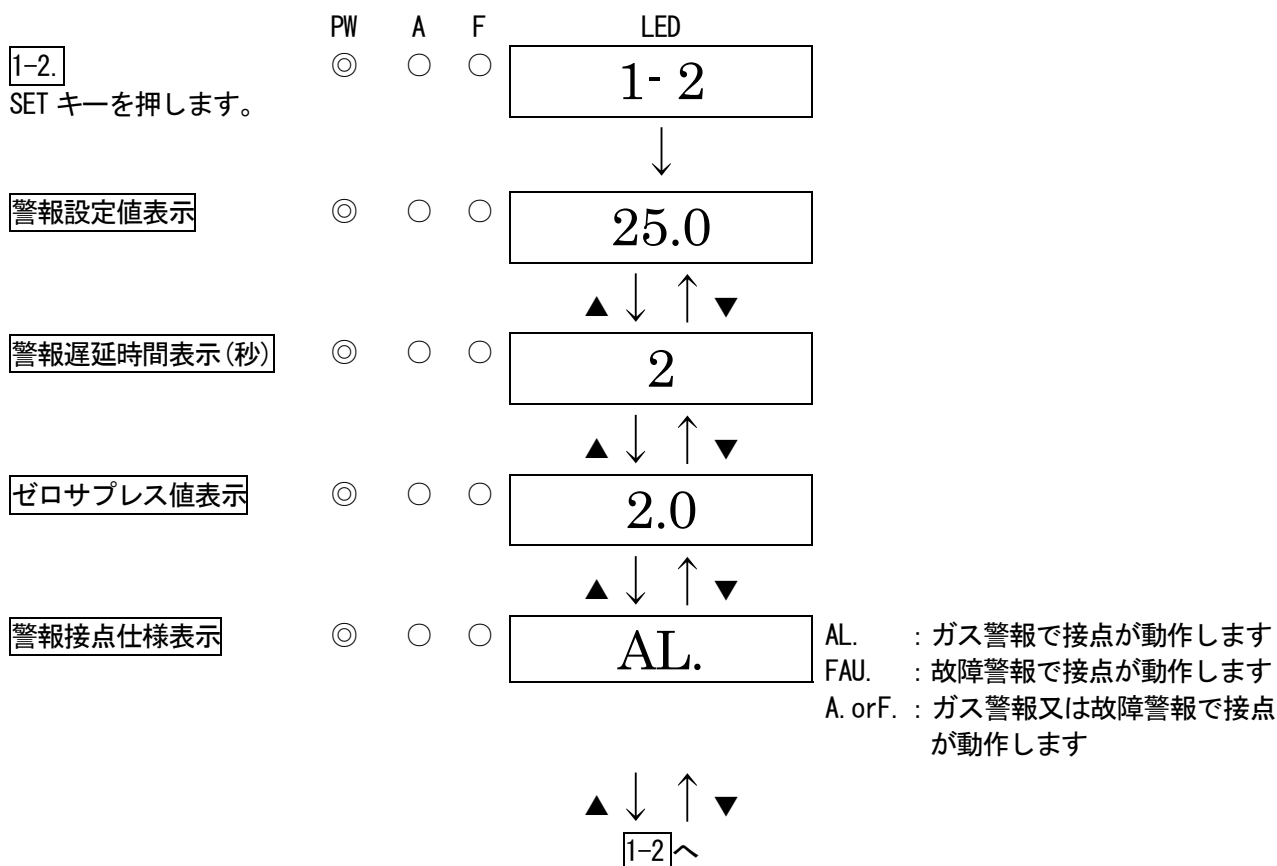 PW A F LED
1-2. ◎ ○ ○ 1- 2
SET キーを押します。
↓
警報設定値表示 ◎ ○ ○ 25.0
▲ ↓ ↑ ▼
警報遅延時間表示(秒) ◎ ○ ○ 2
▲ ↓ ↑ ▼
ゼロサプレス値表示 ◎ ○ ○ 2.0
▲ ↓ ↑ ▼
警報接点仕様表示 ◎ ○ ○ AL. AL. :ガス警報で接点が動作します
FAU. :故障警報で接点が動作します
A.orF. :ガス警報又は故障警報で接点
が動作します
▲ ↓ ↑ ▼
1-2 へ